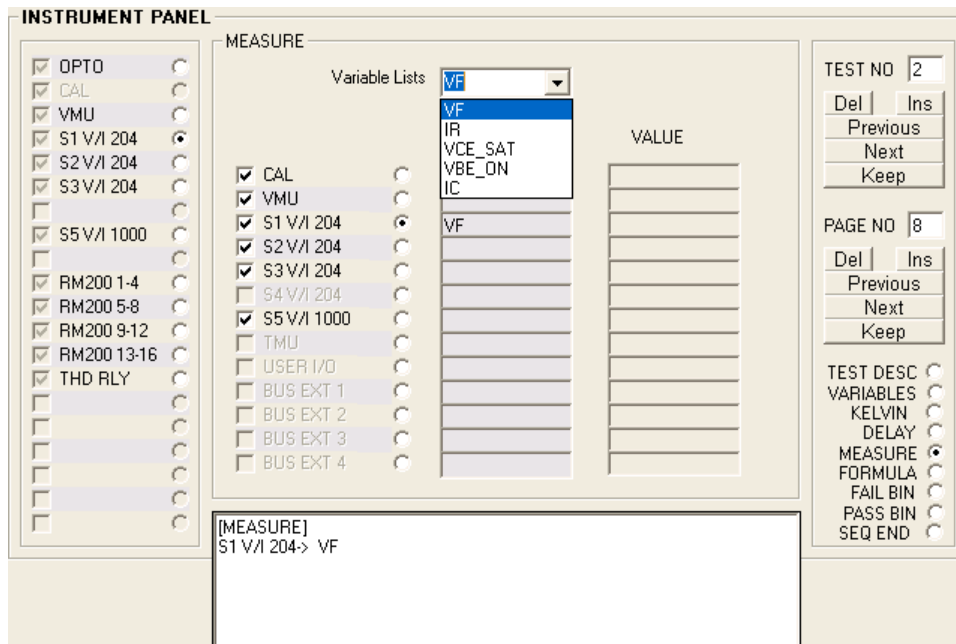 INSTRUMENT PANEL
OPTO
CAL
VMU
S1 V/I 204
S2 V/I 204
S3 V/I 204
S5 V/I 1000
RM200 1-4
RM200 5-8
RM200 9-12
RM200 13-16
THD RLY
MEASURE
Variable Lists VF
VF
IR
VCE_SAT
VBE_ON
IC
VALUE
CAL
VMU
S1 V/I 204 VF
S2 V/I 204
S3 V/I 204
S4 V/I 204
S5 V/I 1000
TMU
USER I/O
BUS EXT 1
BUS EXT 2
BUS EXT 3
BUS EXT 4
[MEASURE]
S1 V/I 204-> VF
TEST NO 2
Del Ins
Previous
Next
Keep
PAGE NO 8
Del Ins
Previous
Next
Keep
TEST DESC
VARIABLES
KELVIN
DELAY
MEASURE
FORMULA
FAIL BIN
PASS BIN
SEQ END